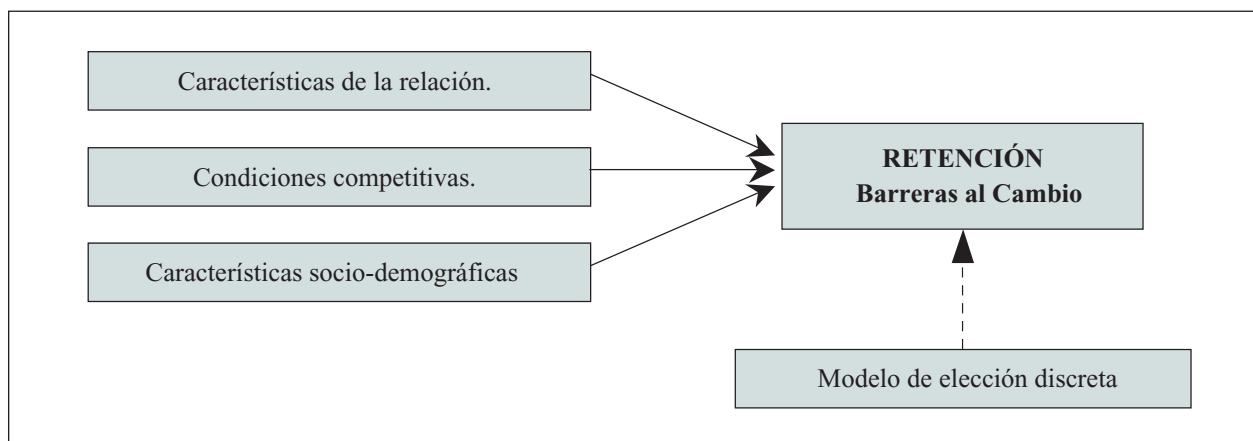 Características de la relación.
Condiciones competitivas.
Características socio-demográficas
RETENCIÓN
Barreras al Cambio
Modelo de elección discreta